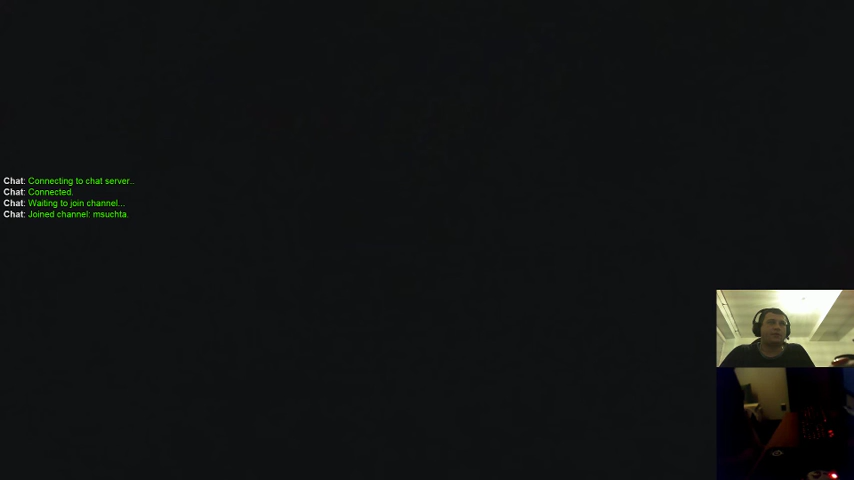 Chat: Connecting to chat server..
Chat: Connected.
Chat: Waiting to join channel...
Chat: Joined channel: msuchta.